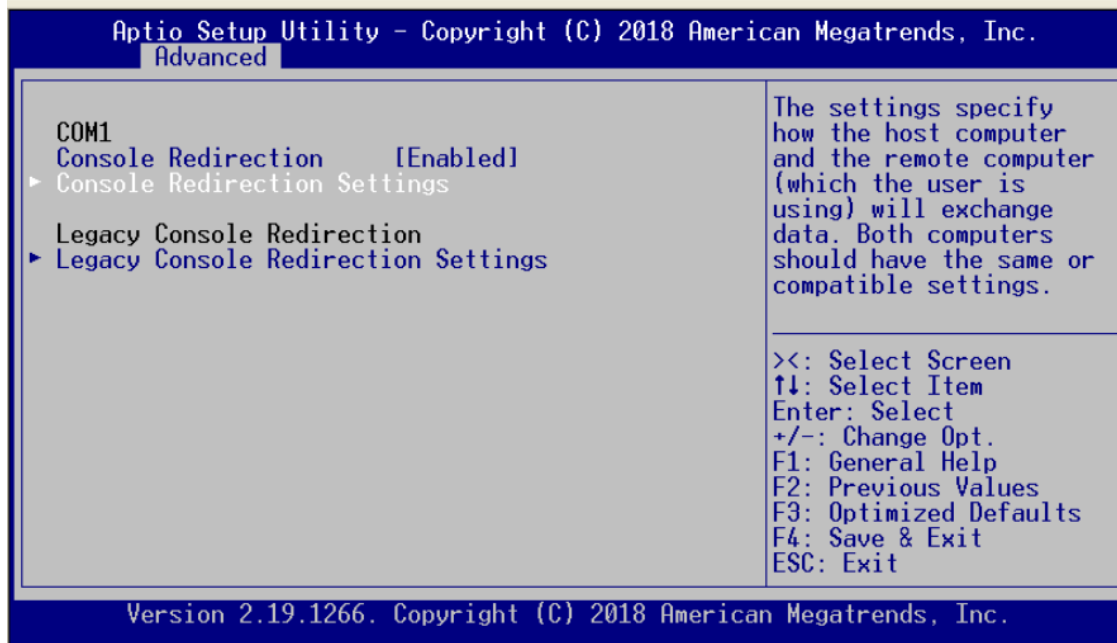 Aptio Setup Utility – Copyright (C) 2018 American Megatrends, Inc.
Advanced
COM1
Console Redirection [Enabled]
► Console Redirection Settings
Legacy Console Redirection
► Legacy Console Redirection Settings
The settings specify
how the host computer
and the remote computer
(which the user is
using) will exchange
data. Both computers
should have the same or
compatible settings.
><: Select Screen
↑↓: Select Item
Enter: Select
+/-: Change Opt.
F1: General Help
F2: Previous Values
F3: Optimized Defaults
F4: Save & Exit
ESC: Exit
Version 2.19.1266. Copyright (C) 2018 American Megatrends, Inc.